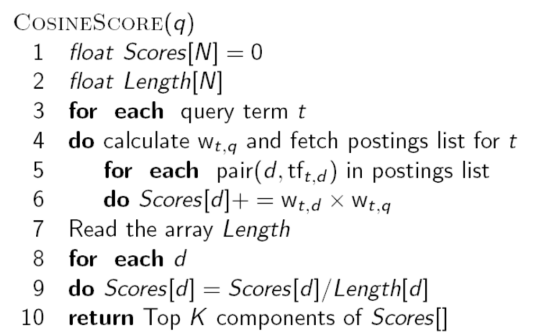 COSINESCORE(q)
1 float Scores[N] = 0
2 float Length[N]
3 for each query term t
4 do calculate w_{t,q} and fetch postings list for t
5 for each pair(d, tf_{t,d}) in postings list
6 do Scores[d]+ = w_{t,d} × w_{t,q}
7 Read the array Length
8 for each d
9 do Scores[d] = Scores[d]/Length[d]
10 return Top K components of Scores[]